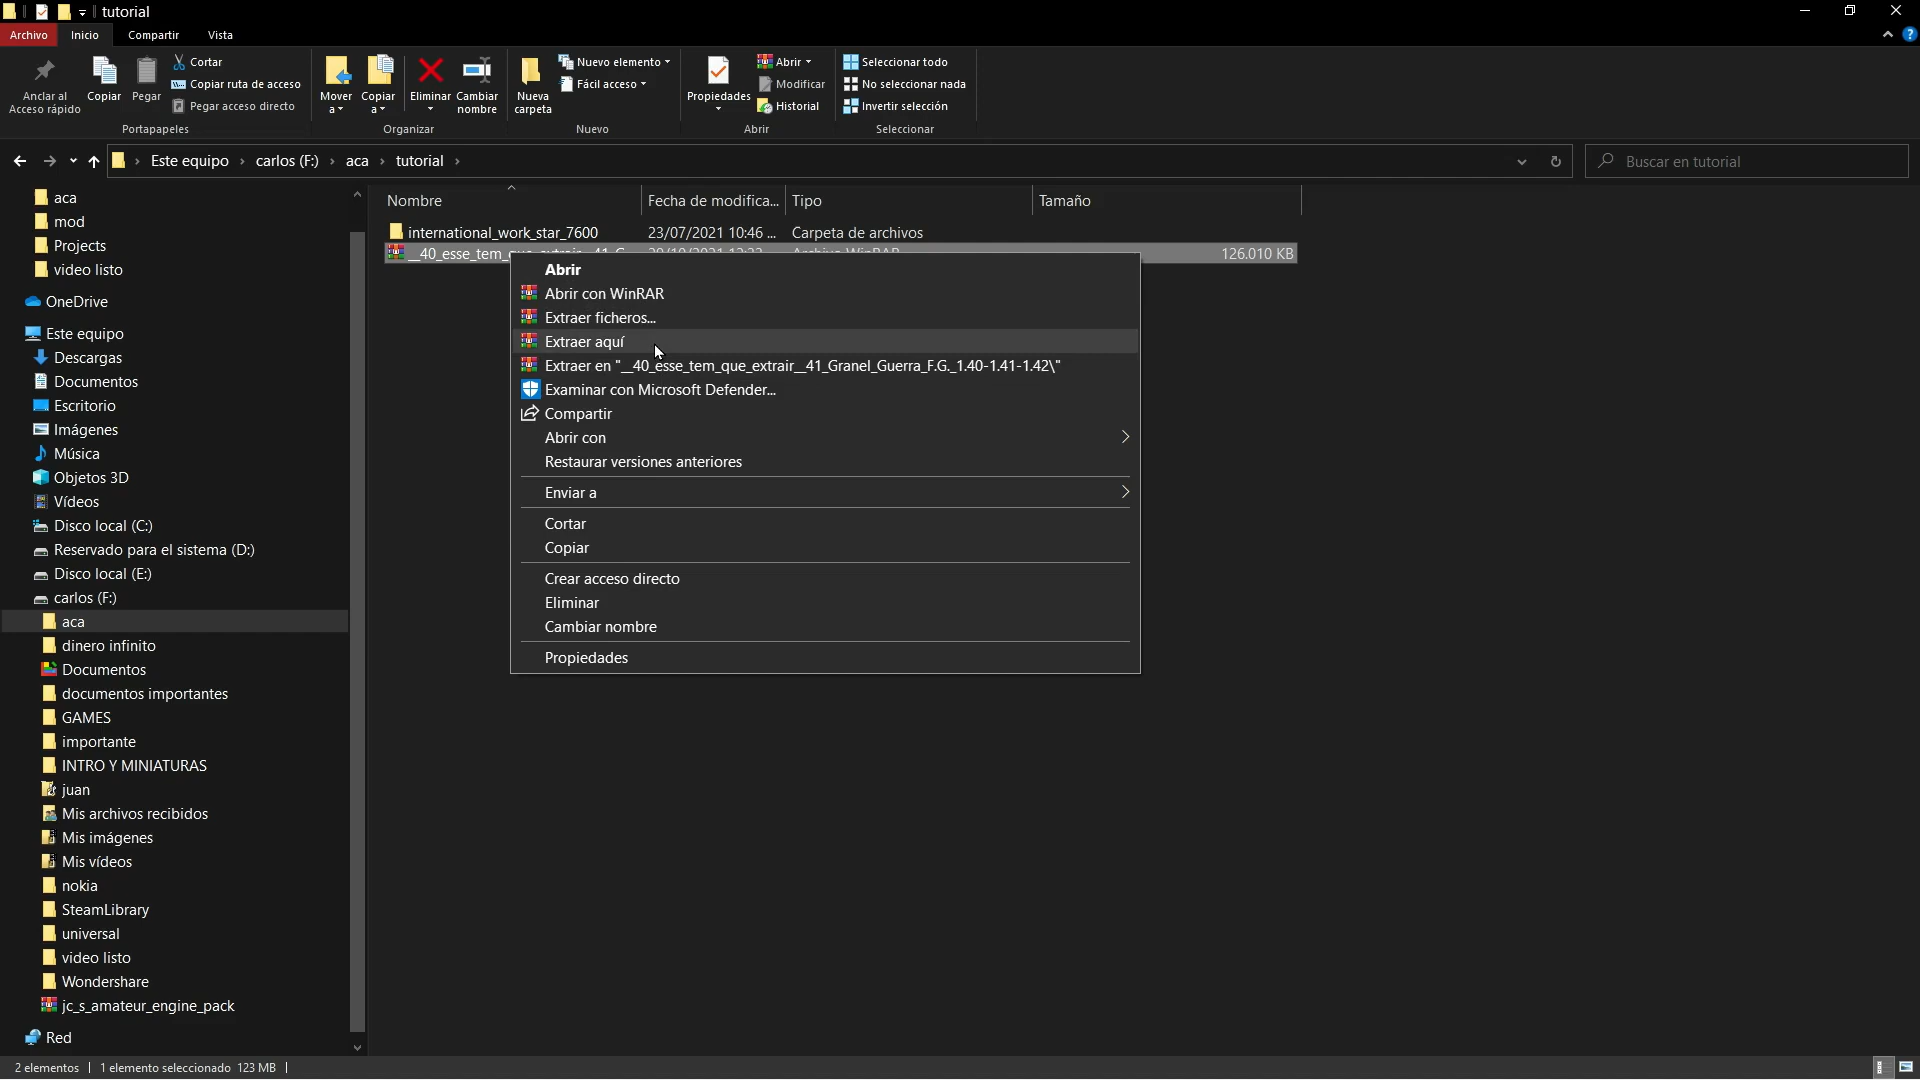 tutorial
Archivo Inicio Compartir Vista
Anclar al
Acceso rápido
Copiar
Pegar
Cortar
Copiar ruta de acceso
Pegar acceso directo
Portapapeles
Mover
a
Copiar
a
Eliminar
Cambiar
nombre
Organizar
Nueva
carpeta
Nuevo elemento
Fácil acceso
Nuevo
Propiedades
Abrir
Modificar
Historial
Abrir
Seleccionar todo
No seleccionar nada
Invertir selección
Seleccionar
Este equipo › carlos (F:) › aca › tutorial ›
Buscar en tutorial
aca
mod
Projects
video listo
OneDrive
Este equipo
Descargas
Documentos
Escritorio
Imágenes
Música
Objetos 3D
Vídeos
Disco local (C:)
Reservado para el sistema (D:)
Disco local (E:)
carlos (F:)
aca
dinero infinito
Documentos
documentos importantes
GAMES
importante
INTRO Y MINIATURAS
juan
Mis archivos recibidos
Mis imágenes
Mis vídeos
nokia
SteamLibrary
universal
video listo
Wondershare
jc_s_amateur_engine_pack
Red
Nombre Fecha de modifica... Tipo Tamaño
international_work_star_7600 23/07/2021 10:46 ... Carpeta de archivos
126.010 KB
Abrir
Abrir con WinRAR
Extraer ficheros...
Extraer aquí
Extraer en "__40_esse_tem_que_extrair__41_Granel_Guerra_F.G._1.40-1.41-1.42\"
Examinar con Microsoft Defender...
Compartir
Abrir con
Restaurar versiones anteriores
Enviar a
Cortar
Copiar
Crear acceso directo
Eliminar
Cambiar nombre
Propiedades
2 elementos 1 elemento seleccionado 123 MB